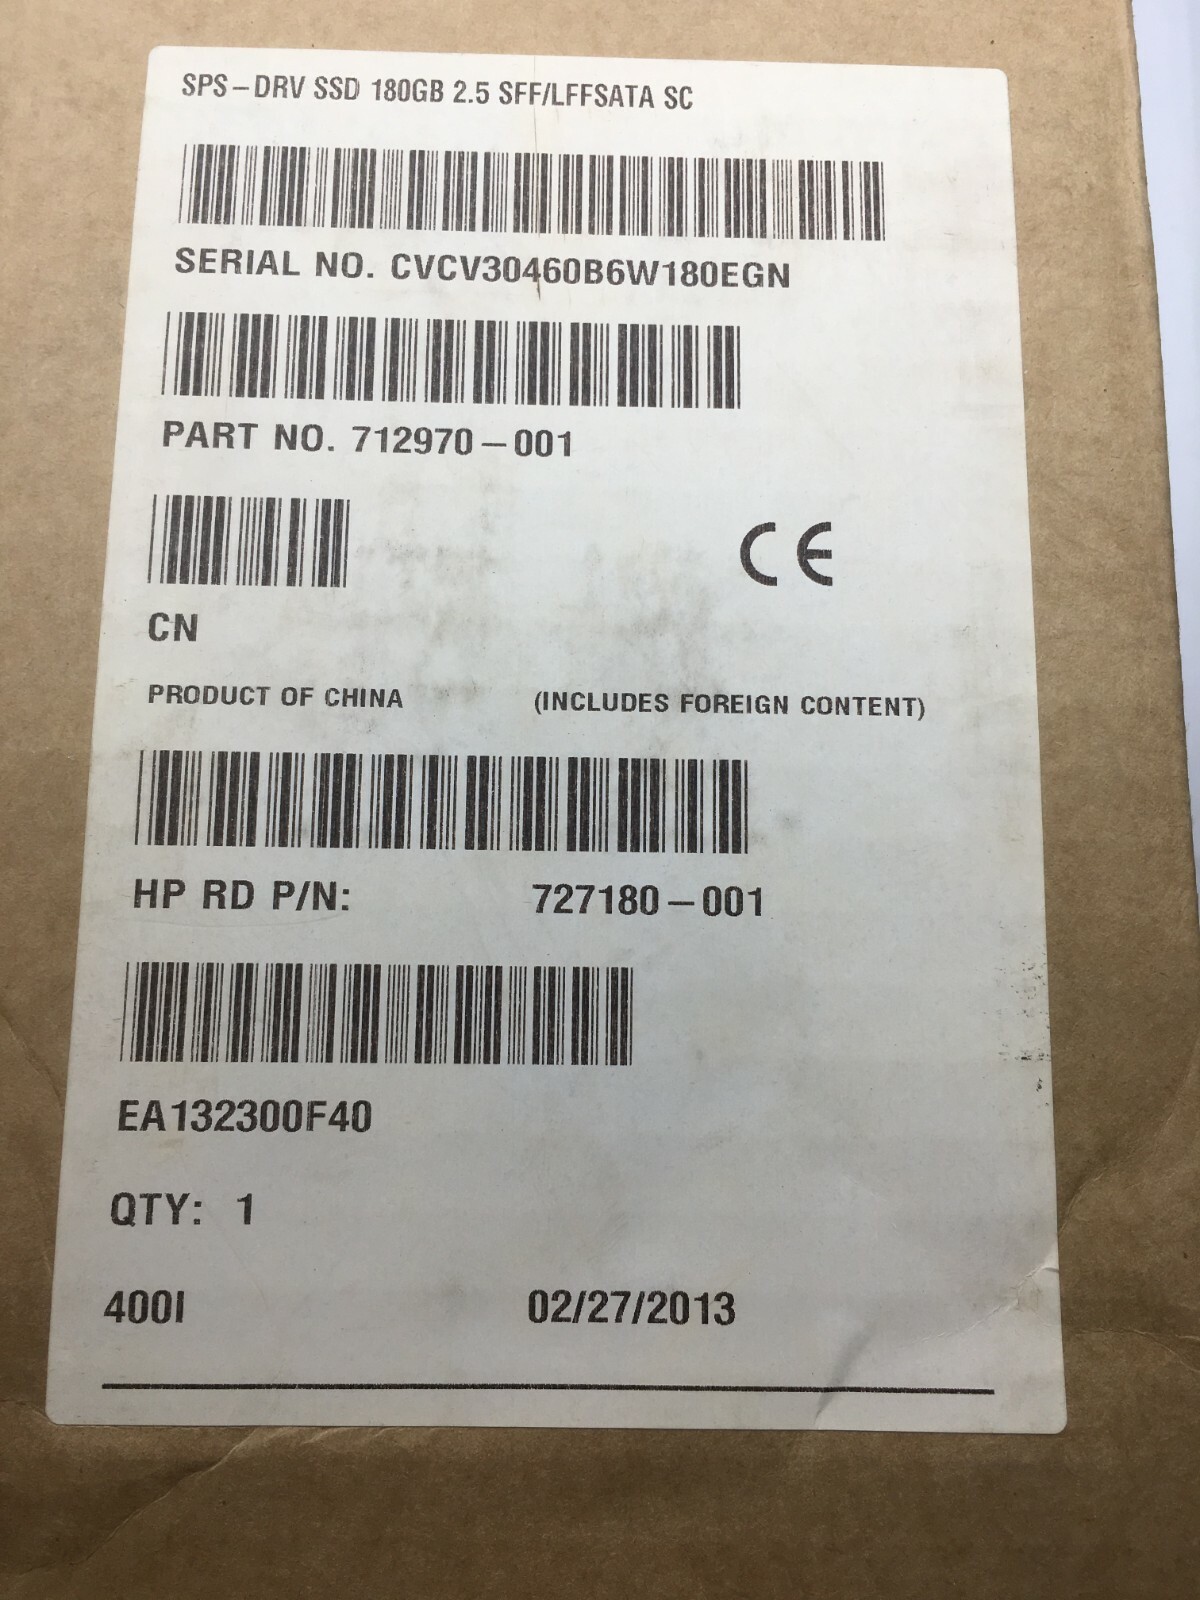 SPS-DRV SSD 180GB 2.5 SFF/LFFSATA SC
SERIAL NO. CVCV30460B6W180EGN
PART NO. 712970-001
CE
CN
PRODUCT OF CHINA (INCLUDES FOREIGN CONTENT)
HP RD P/N: 727180-001
EA132300F40
QTY: 1
400I 02/27/2013